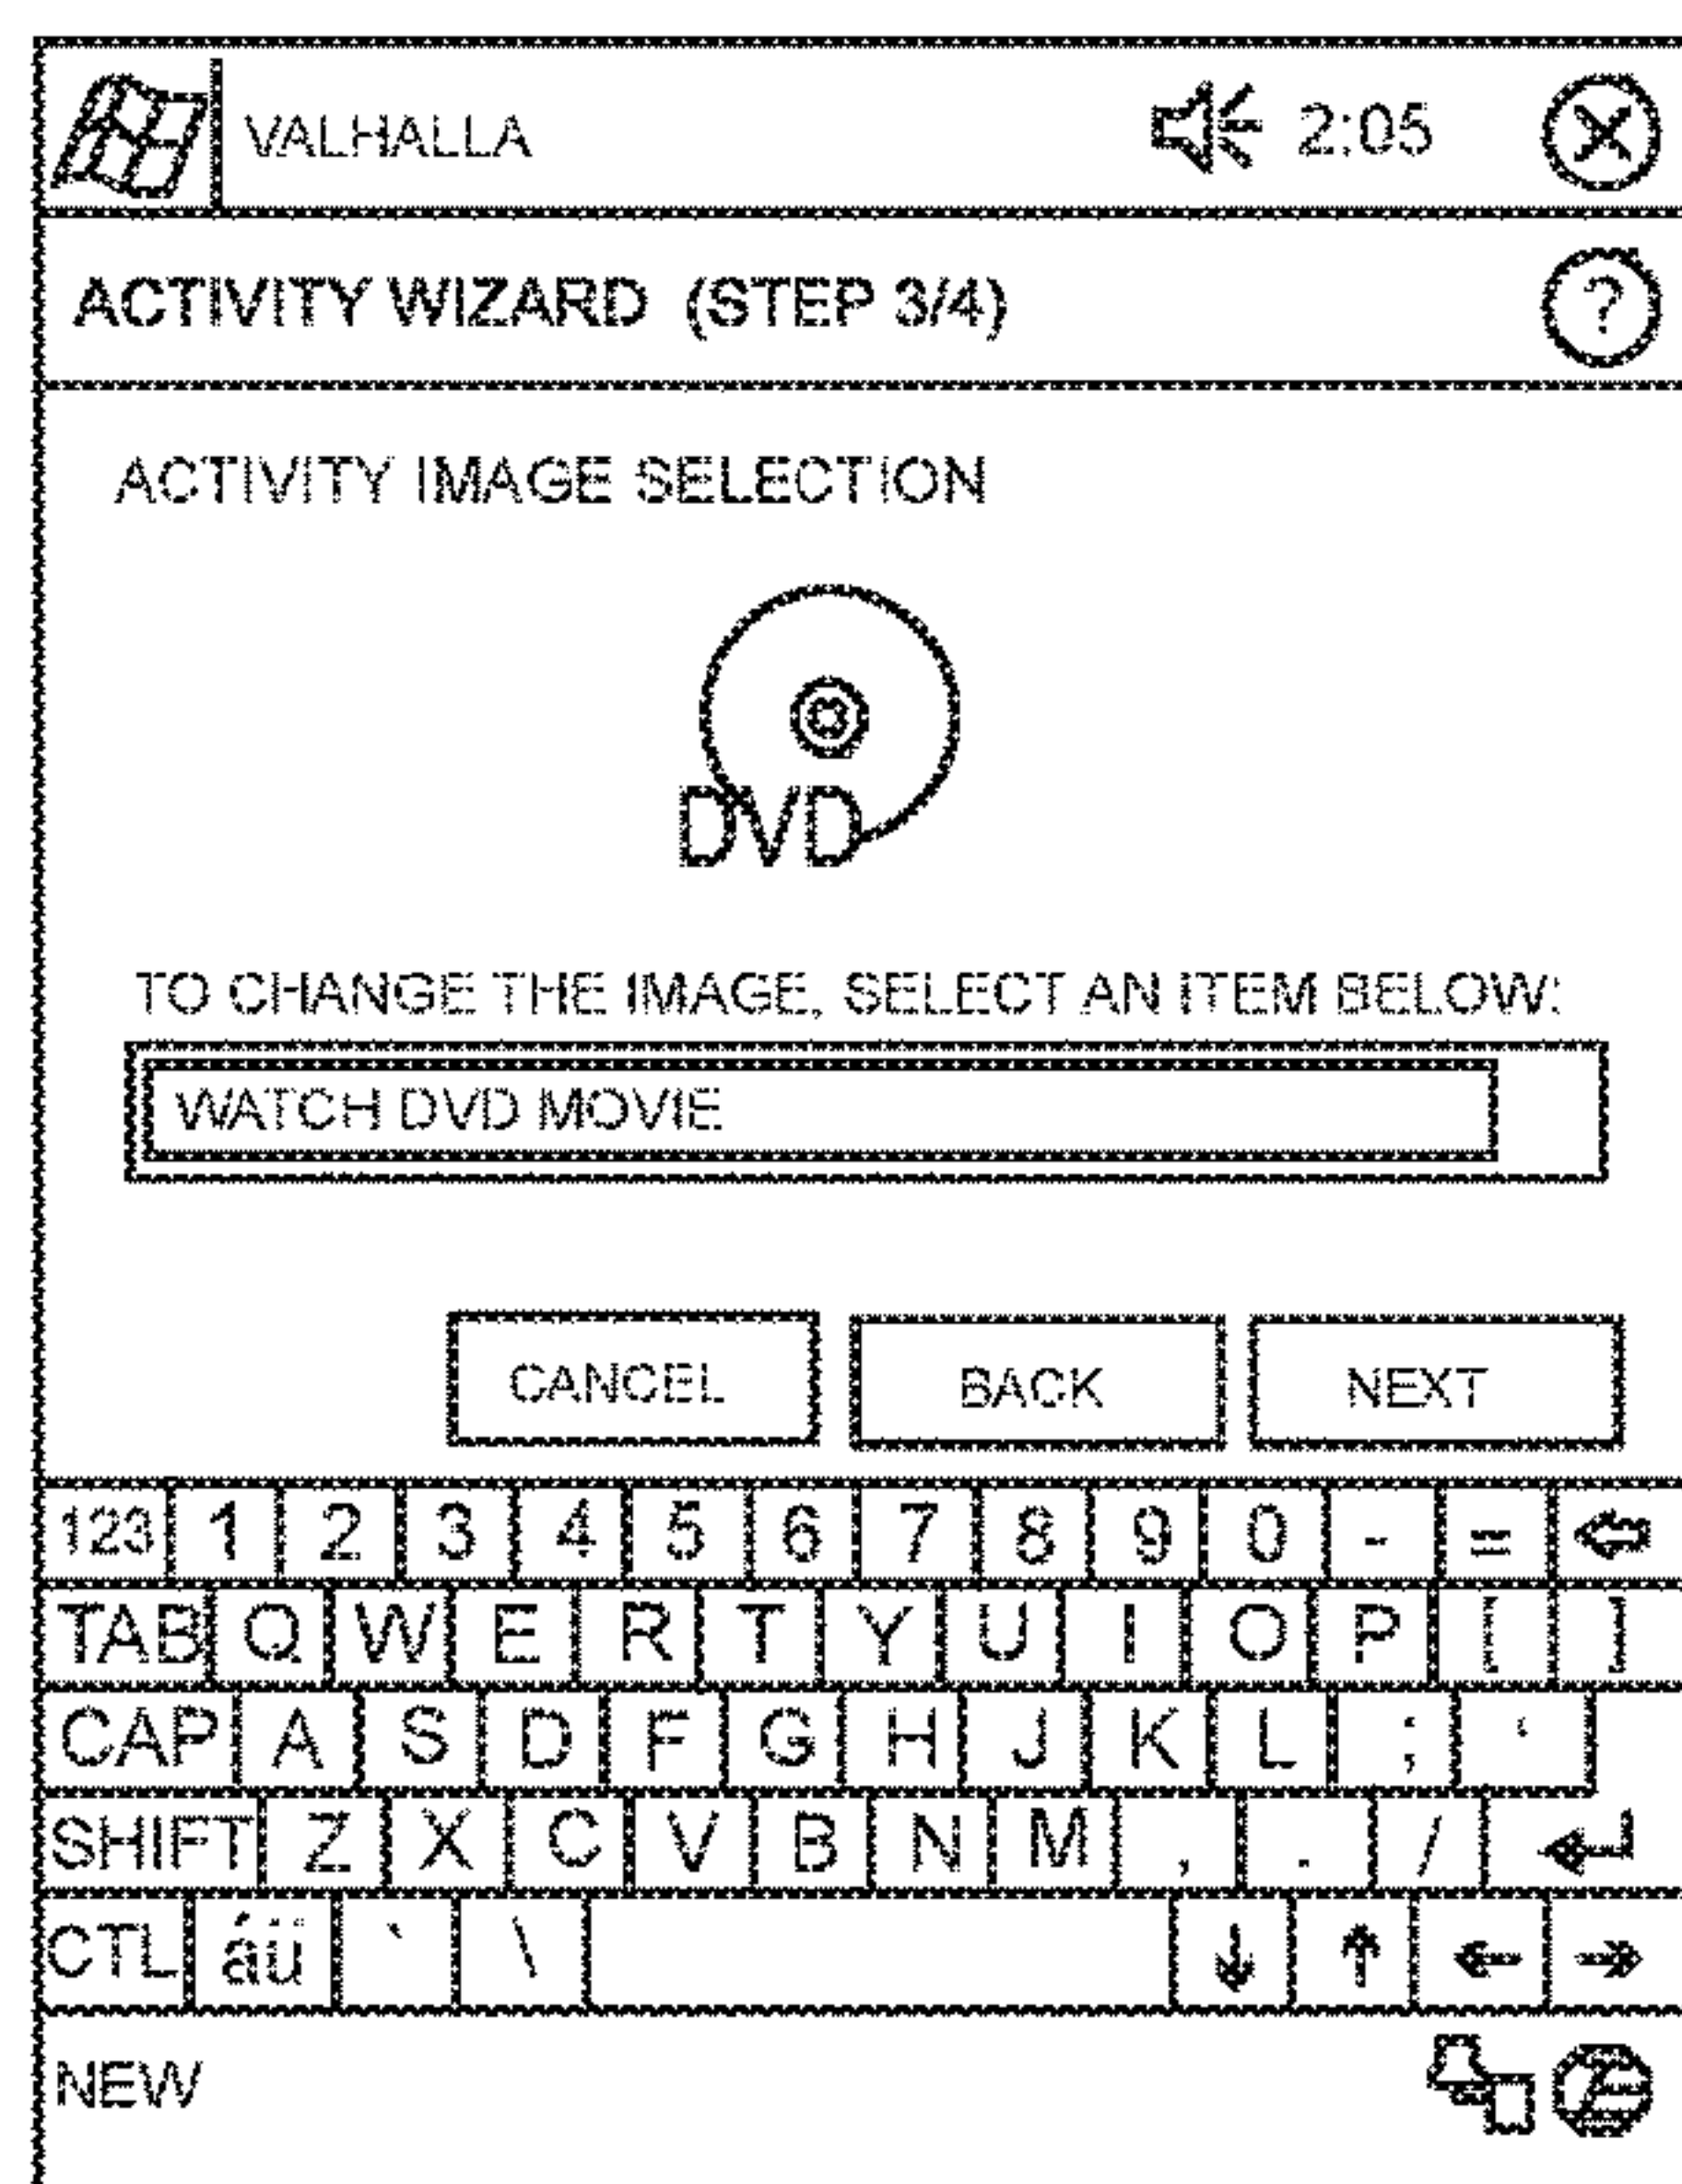 VALHALLA 2:05 X
ACTIVITY WIZARD (STEP 3/4) ?
ACTIVITY IMAGE SELECTION
DVD
TO CHANGE THE IMAGE, SELECT AN ITEM BELOW:
WATCH DVD MOVIE
CANCEL BACK NEXT
123 1 2 3 4 5 6 7 8 9 0 - =
TAB Q W E R T Y U I O P [ ]
CAP A S D F G H J K L ; '
SHIFT Z X C V B N M , . /
CTL áü ` \ ↓ ↑ ← →
NEW